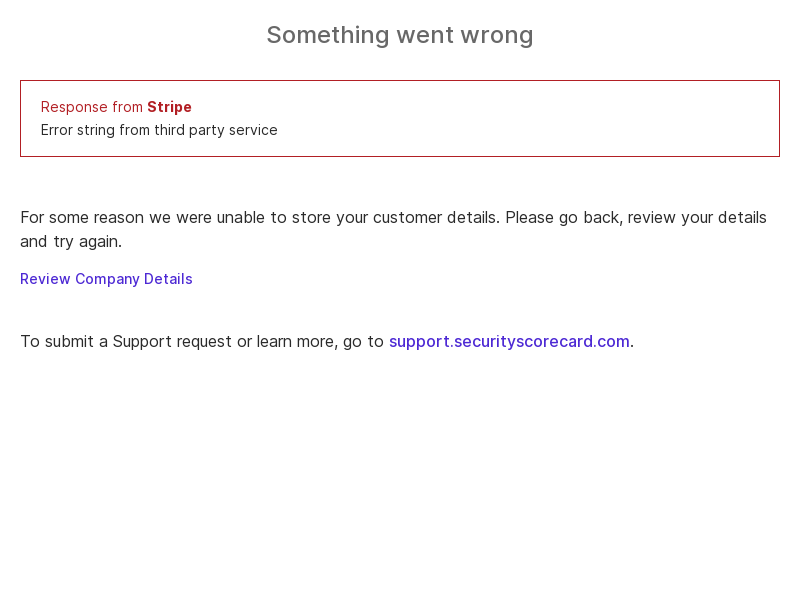 Something went wrong
Response from Stripe
Error string from third party service
For some reason we were unable to store your customer details. Please go back, review your details
and try again.
Review Company Details
To submit a Support request or learn more, go to support.securityscorecard.com.